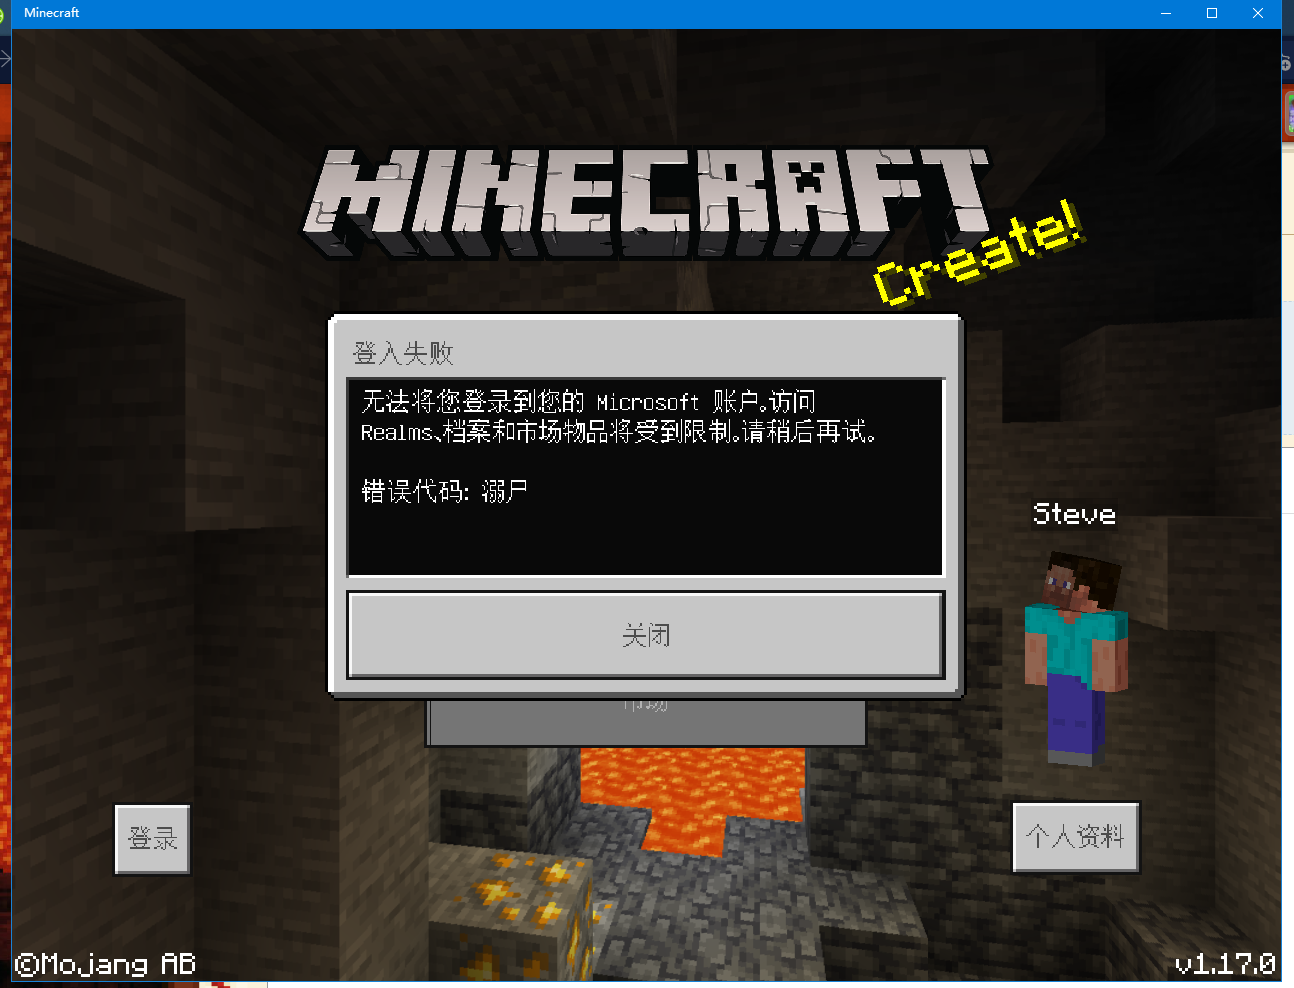 Minecraft
MINECRAFT
Create!
登入失败
无法将您登录到您的 Microsoft 账户。访问
Realms、档案和市场物品将受到限制。请稍后再试。
错误代码: 溺尸
关闭
市场
Steve
登录
个人资料
©Mojang AB
v1.17.0